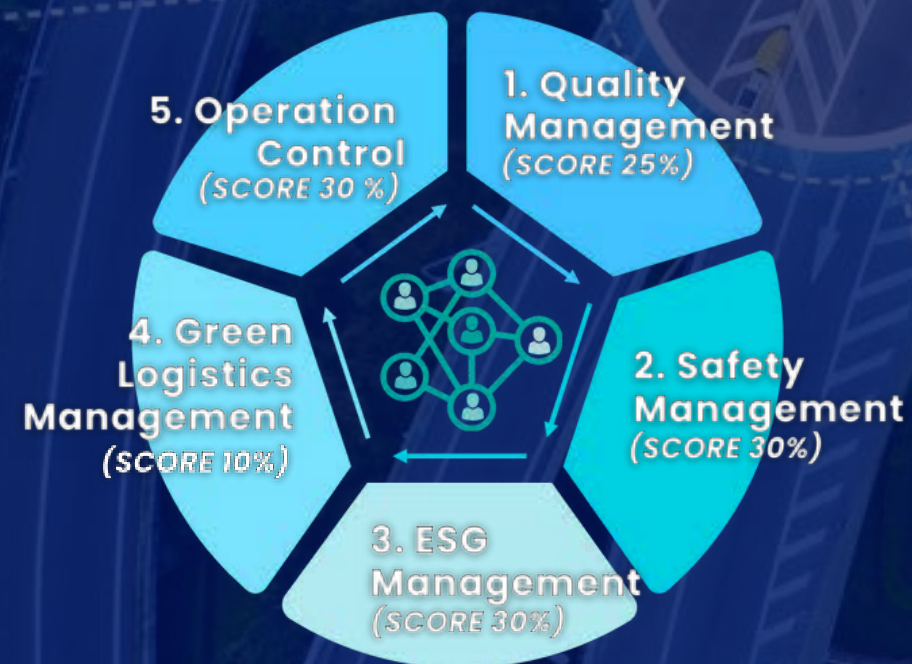 1. Quality
Management
(SCORE 25%)
2. Safety
Management
(SCORE 30%)
3. ESG
Management
(SCORE 30%)
4. Green
Logistics
Management
(SCORE 10%)
5. Operation
Control
(SCORE 30 %)